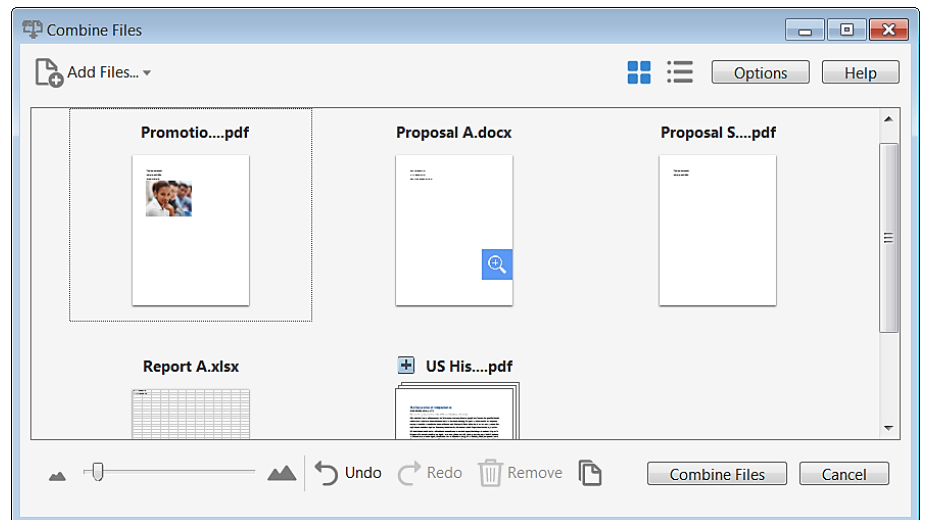 Combine Files
Add Files...
Options
Help
Promotio....pdf
Proposal A.docx
Proposal S....pdf
Report A.xlsx
US His....pdf
Undo
Redo
Remove
Combine Files
Cancel